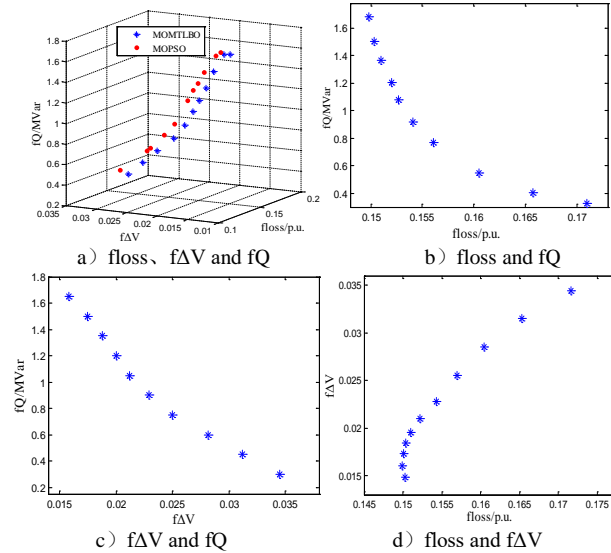 1.8
1.6
1.4
1.2
1
0.8
0.6
0.4
0.2
fQ/MVar
MOMTLBO
MOPSO
0.035
0.03
0.025
0.02
0.015
0.01
fΔV
0.1
0.15
0.2
floss/p.u.
a）floss、fΔV and fQ
1.6
1.4
1.2
1
0.8
0.6
0.4
fQ/MVar
0.15 0.155 0.16 0.165 0.17
floss/p.u.
b）floss and fQ
1.8
1.6
1.4
1.2
1
0.8
0.6
0.4
0.2
fQ/MVar
0.015 0.02 0.025 0.03 0.035
fΔV
c）fΔV and fQ
0.035
0.03
0.025
0.02
0.015
fΔV
0.145 0.15 0.155 0.16 0.165 0.17 0.175
floss/p.u.
d）floss and fΔV